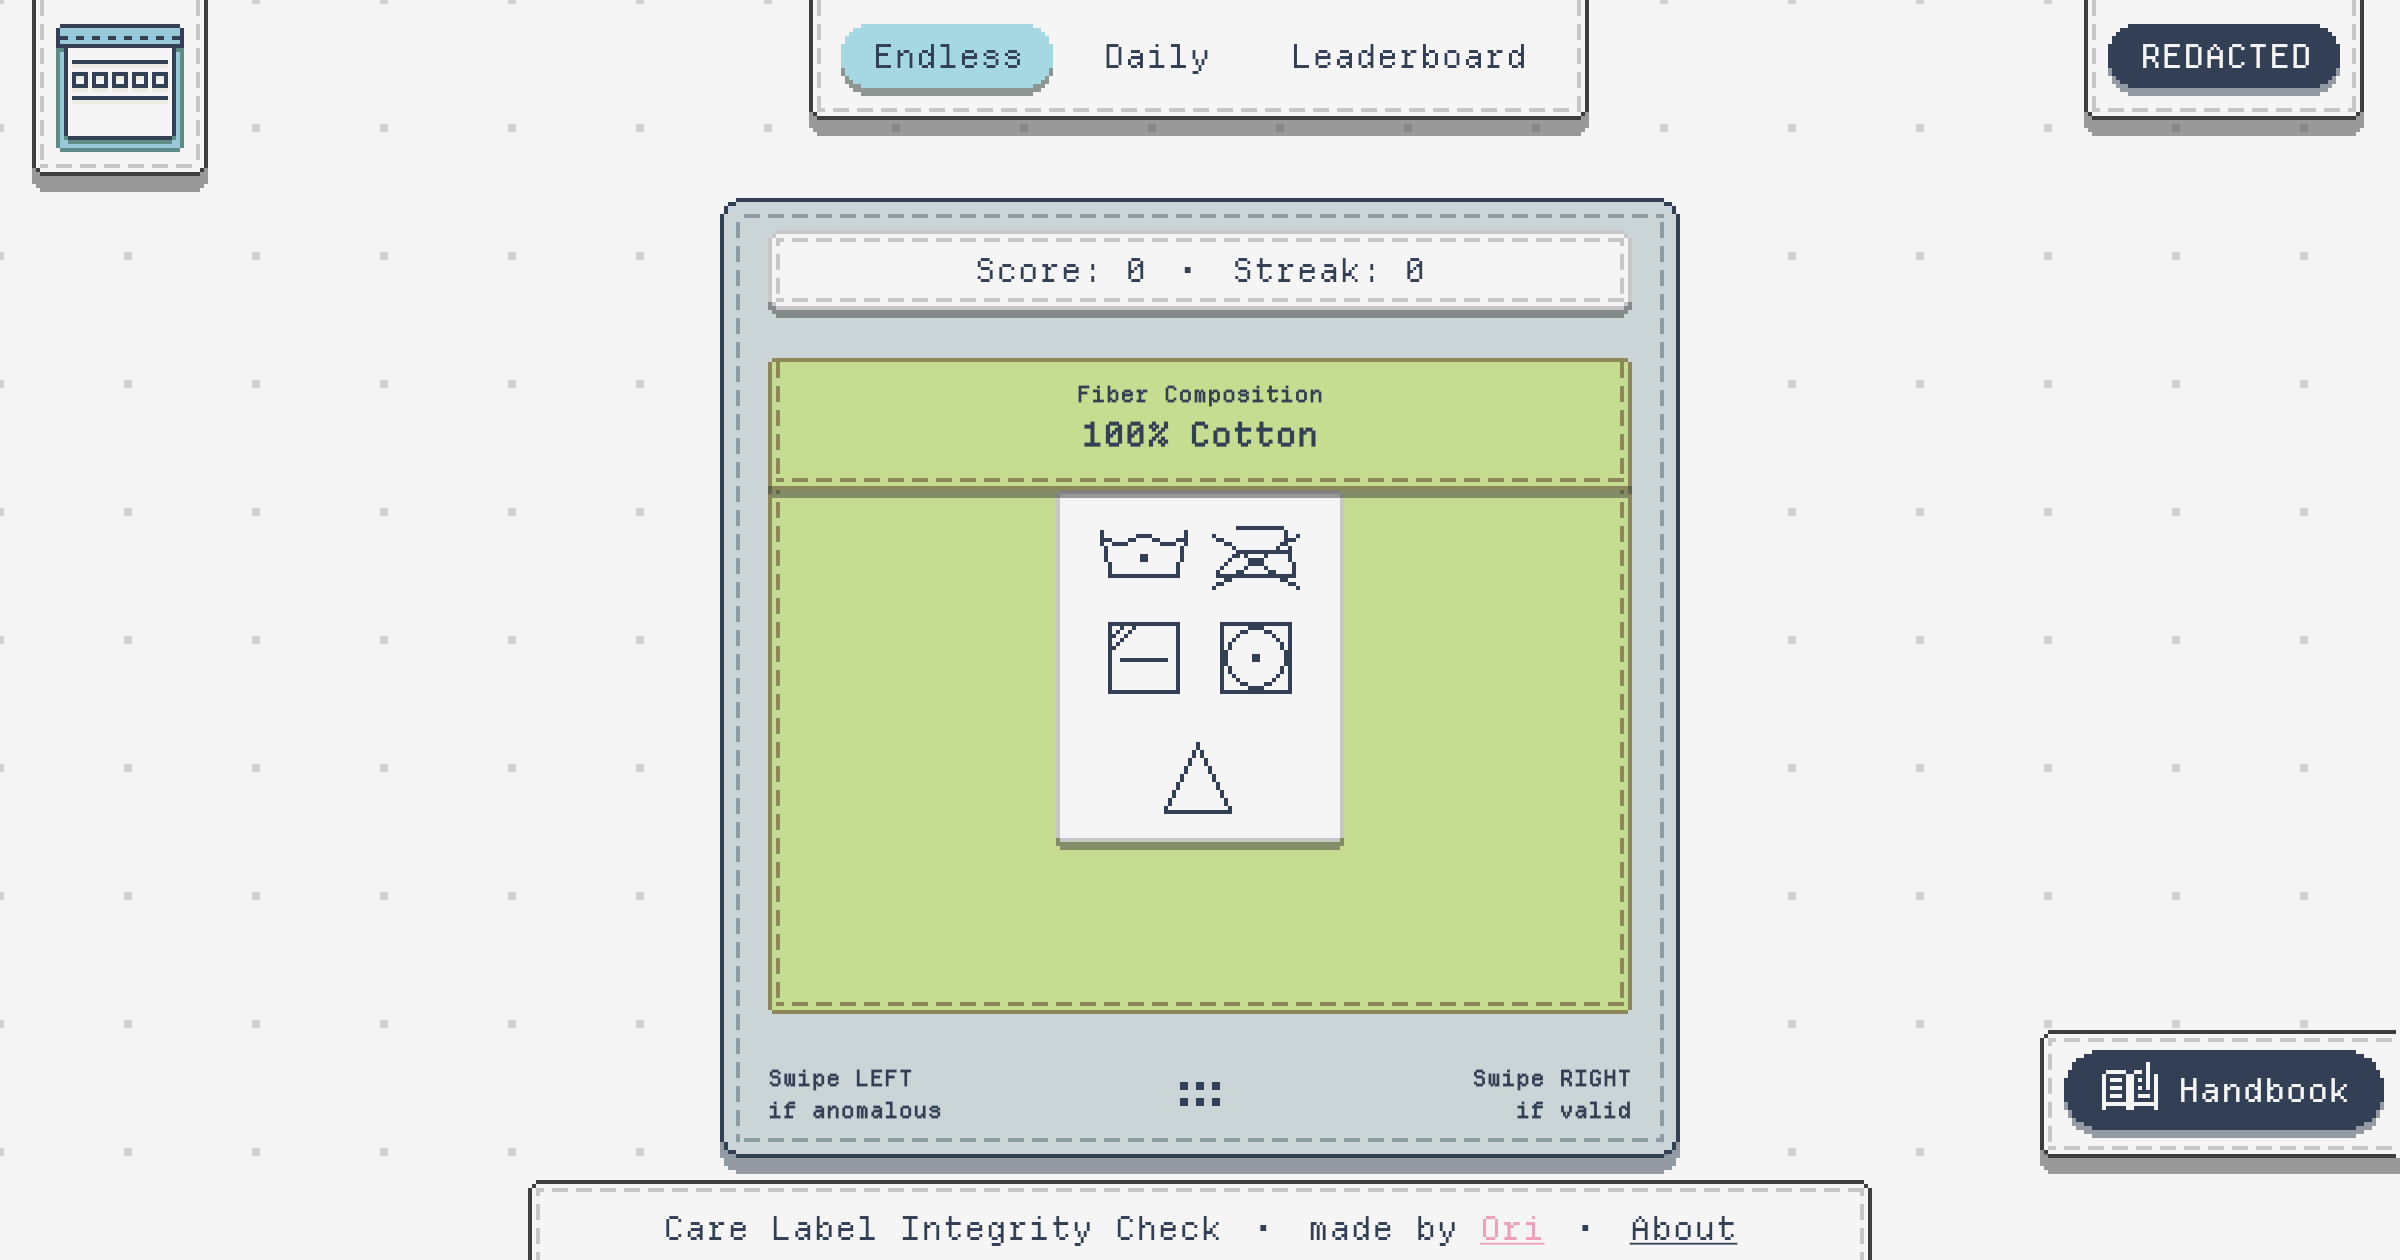 Endless Daily Leaderboard
REDACTED
Score: 0 · Streak: 0
Fiber Composition
100% Cotton
Swipe LEFT
if anomalous
Swipe RIGHT
if valid
Handbook
Care Label Integrity Check · made by Ori · About